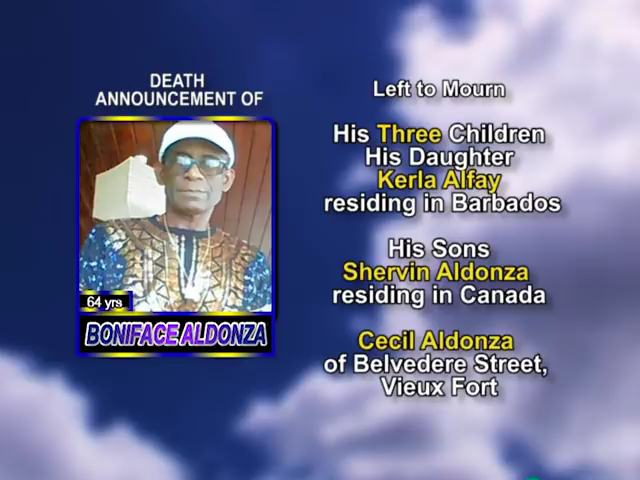 DEATH
ANNOUNCEMENT OF
64 yrs
BONIFACE ALDONZA
Left to Mourn
His Three Children
His Daughter
Kerla Alfay
residing in Barbados
His Sons
Shervin Aldonza
residing in Canada
Cecil Aldonza
of Belvedere Street,
Vieux Fort